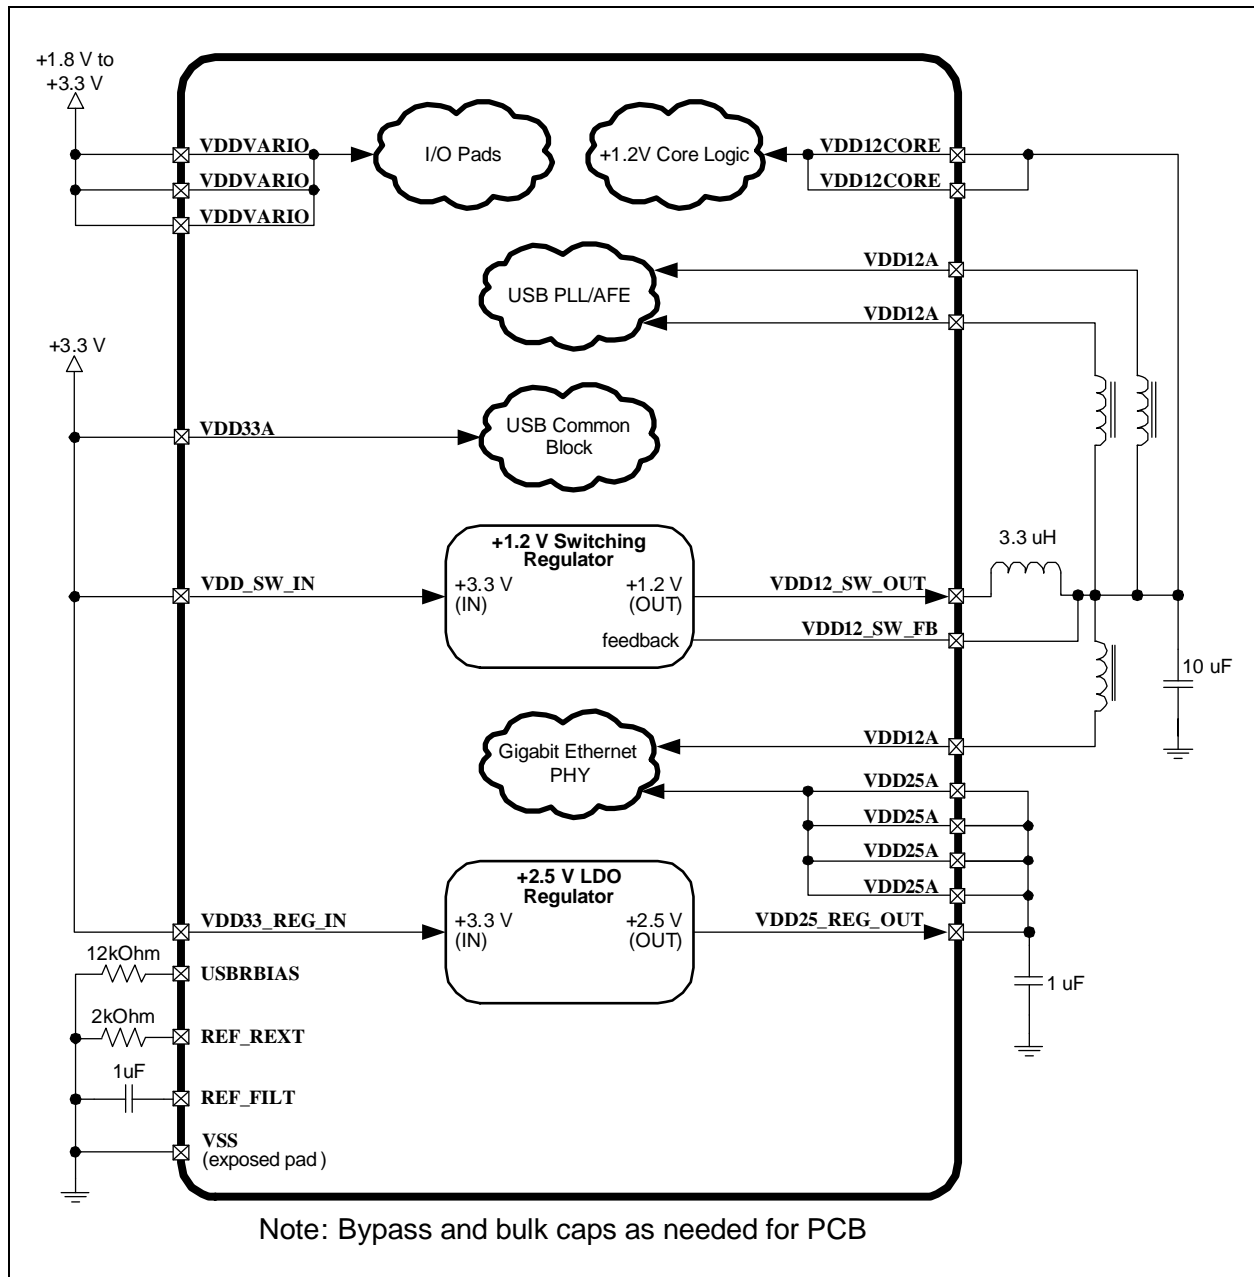 +1.8 V to
+3.3 V
VDDVARIO
VDDVARIO
VDDVARIO
I/O Pads
+1.2V Core Logic
VDD12CORE
VDD12CORE
USB PLL/AFE
VDD12A
VDD12A
+3.3 V
VDD33A
USB Common
Block
+1.2 V Switching
Regulator
VDD_SW_IN
+3.3 V
(IN)
+1.2 V
(OUT)
feedback
VDD12_SW_OUT
VDD12_SW_FB
3.3 uH
10 uF
Gigabit Ethernet
PHY
VDD12A
VDD25A
VDD25A
VDD25A
VDD25A
+2.5 V LDO
Regulator
VDD33_REG_IN
+3.3 V
(IN)
+2.5 V
(OUT)
VDD25_REG_OUT
1 uF
12kOhm
USBRBIAS
2kOhm
REF_REXT
1uF
REF_FILT
VSS
(exposed pad )
Note: Bypass and bulk caps as needed for PCB